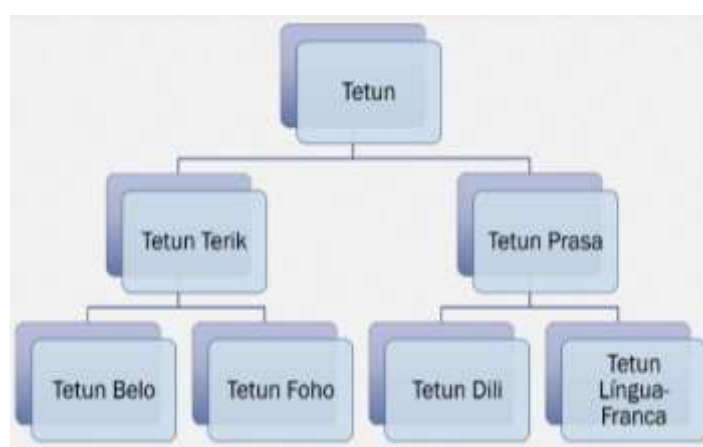 Tetun
Tetun Terik
Tetun Prasa
Tetun Belo
Tetun Foho
Tetun Dili
Tetun
Língua-
Franca